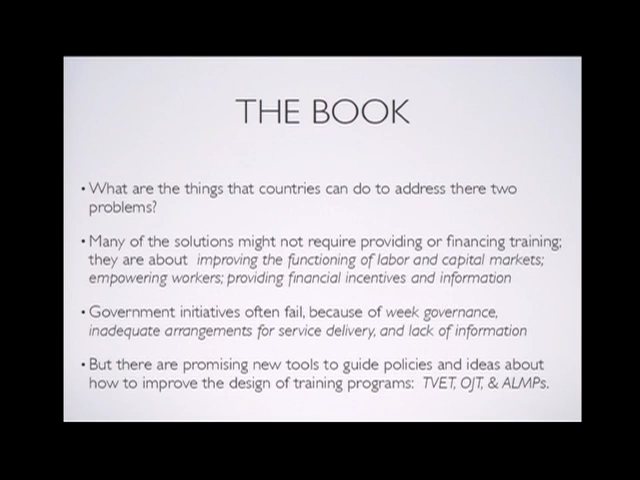 THE BOOK
• What are the things that countries can do to address there two
problems?
• Many of the solutions might not require providing or financing training;
they are about improving the functioning of labor and capital markets;
empowering workers; providing financial incentives and information
• Government initiatives often fail, because of week governance,
inadequate arrangements for service delivery, and lack of information
• But there are promising new tools to guide policies and ideas about
how to improve the design of training programs: TVET, OJT, & ALMPs.